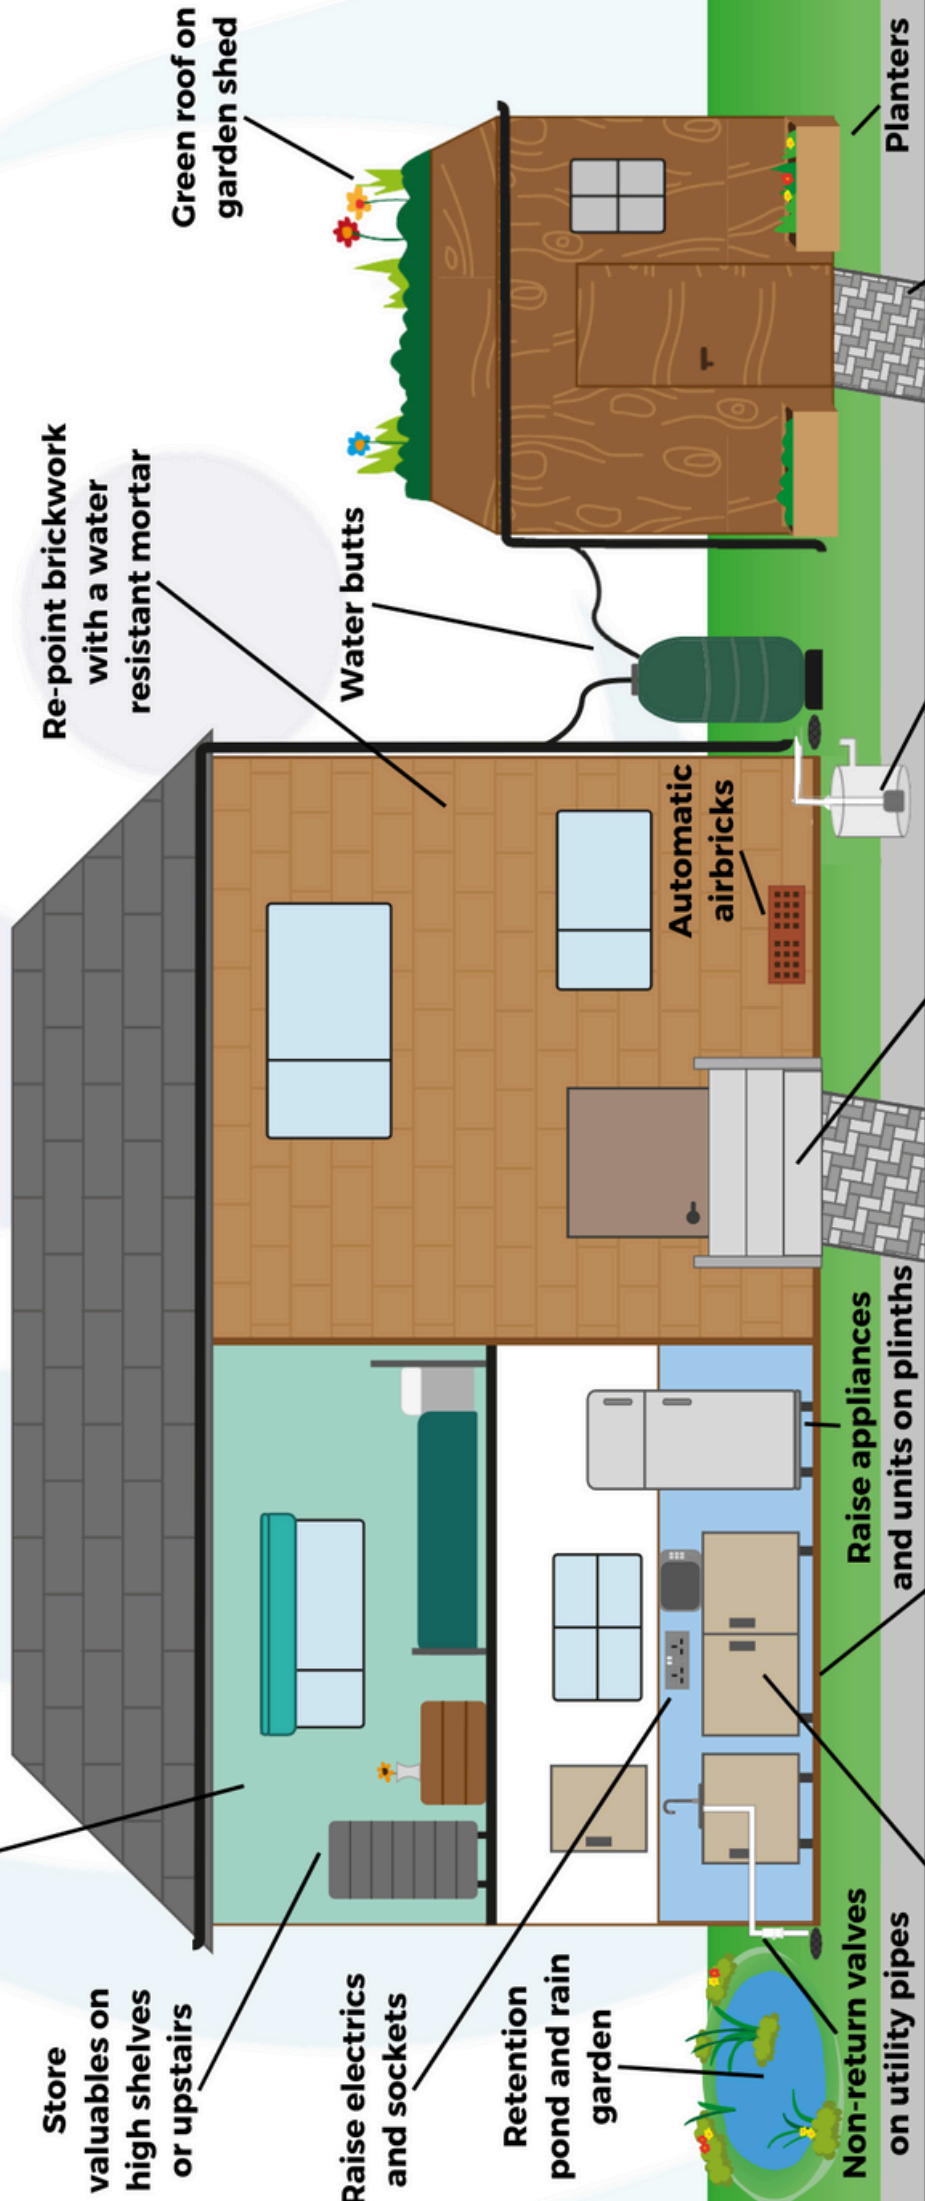 Store
valuables on
high shelves
or upstairs
Raise electrics
and sockets
Retention
pond and rain
garden
Non-return valves
on utility pipes
Raise appliances
and units on plinths
Automatic
airbricks
Re-point brickwork
with a water
resistant mortar
Water butts
Green roof on
garden shed
Planters